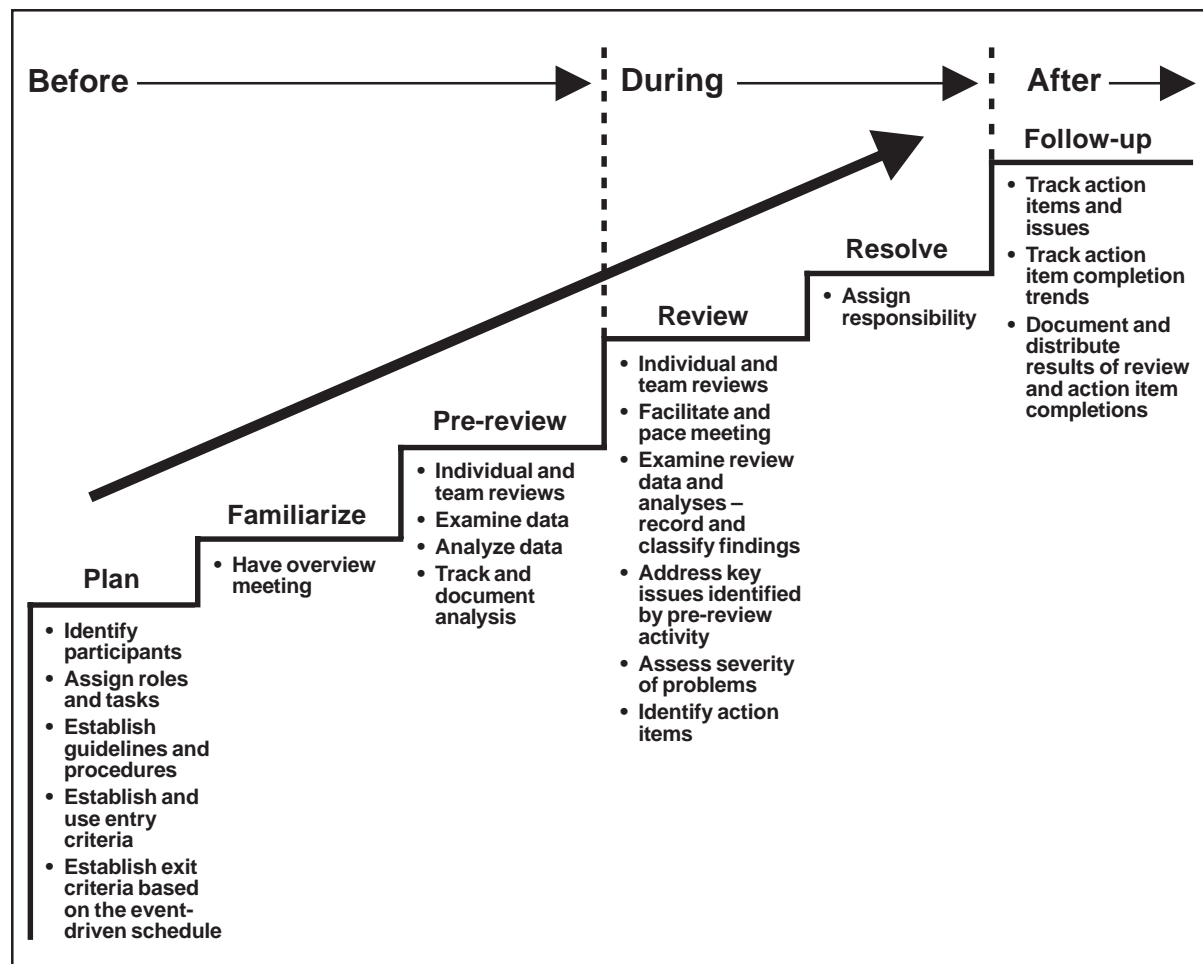 Before
During
After
Plan
• Identify
participants
• Assign roles
and tasks
• Establish
guidelines and
procedures
• Establish and
use entry
criteria
• Establish exit
criteria based
on the event-
driven schedule
Familiarize
• Have overview
meeting
Pre-review
• Individual and
team reviews
• Examine data
• Analyze data
• Track and
document
analysis
Review
• Individual and
team reviews
• Facilitate and
pace meeting
• Examine review
data and
analyses –
record and
classify findings
• Address key
issues identified
by pre-review
activity
• Assess severity
of problems
• Identify action
items
Resolve
• Assign
responsibility
Follow-up
• Track action
items and
issues
• Track action
item completion
trends
• Document and
distribute
results of review
and action item
completions